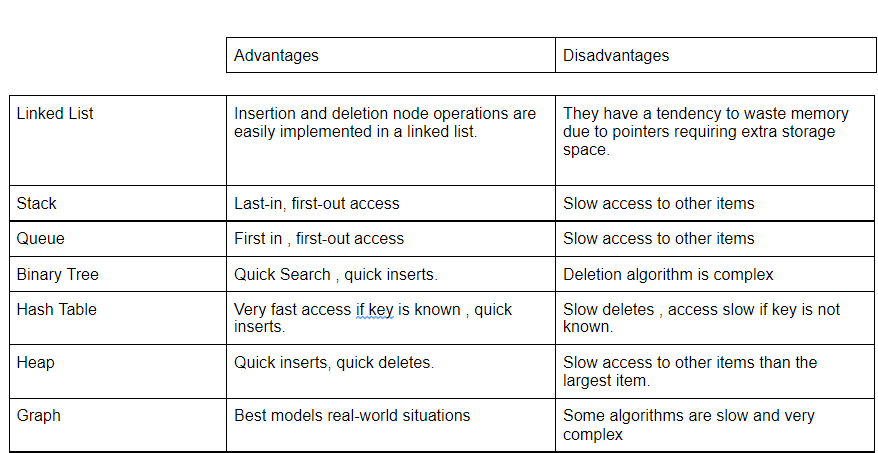 Advantages
Disadvantages
Linked List
Insertion and deletion node operations are
easily implemented in a linked list.
They have a tendency to waste memory
due to pointers requiring extra storage
space.
Stack
Last-in, first-out access
Slow access to other items
Queue
First in , first-out access
Slow access to other items
Binary Tree
Quick Search , quick inserts.
Deletion algorithm is complex
Hash Table
Very fast access if key is known , quick
inserts.
Slow deletes , access slow if key is not
known.
Heap
Quick inserts, quick deletes.
Slow access to other items than the
largest item.
Graph
Best models real-world situations
Some algorithms are slow and very
complex